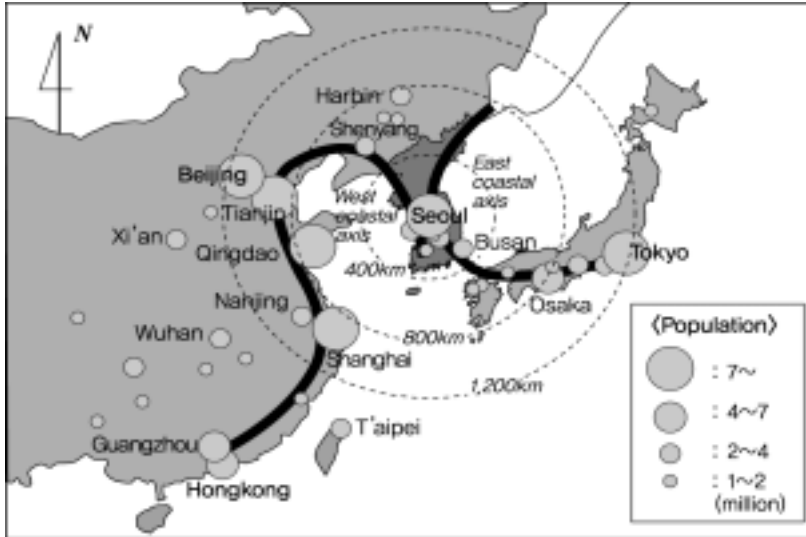 N
Harbin
Shenyang
Beijing
Tianjin
West
coastal
axis
East
coastal
axis
Seoul
Xi'an
Qingdao
Busan
Tokyo
400km
Osaka
Nahjing
Wuhan
800km
Shanghai
1,200km
Guangzhou
T'aipei
Hongkong
〈Population〉
: 7~
: 4~7
: 2~4
: 1~2
(million)